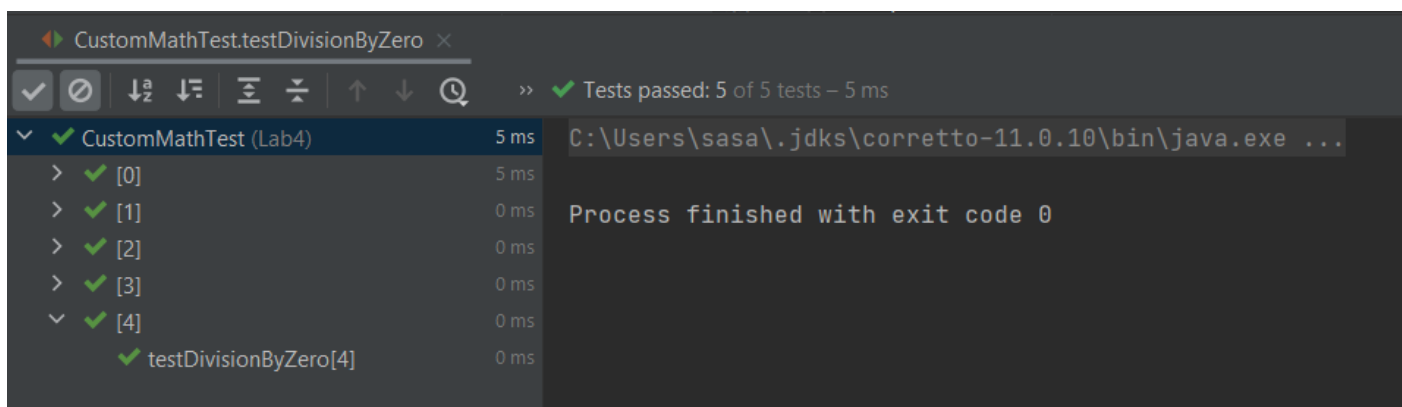 CustomMathTest.testDivisionByZero
Tests passed: 5 of 5 tests – 5 ms
CustomMathTest (Lab4) 5 ms
[0] 5 ms
[1] 0 ms
[2] 0 ms
[3] 0 ms
[4] 0 ms
testDivisionByZero[4] 0 ms
C:\Users\sasa\.jdks\corretto-11.0.10\bin\java.exe ...
Process finished with exit code 0